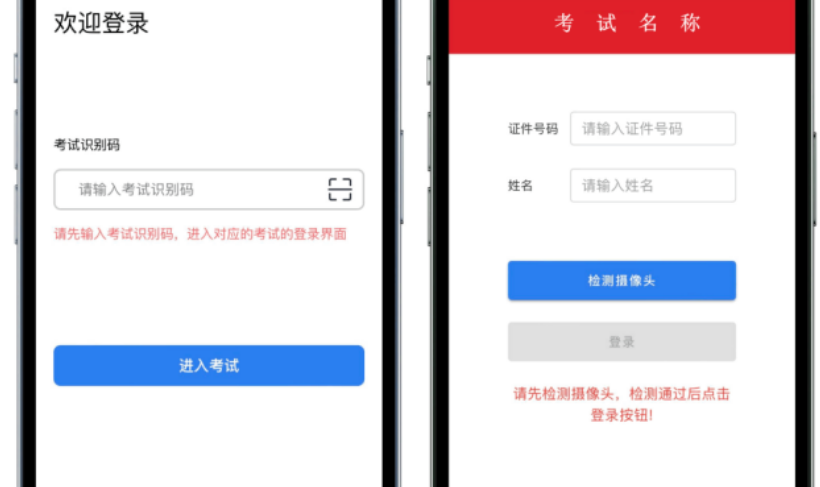 欢迎登录
考试识别码
请输入考试识别码
请先输入考试识别码，进入对应的考试的登录界面
进入考试
考试名称
证件号码 请输入证件号码
姓名 请输入姓名
检测摄像头
登录
请先检测摄像头，检测通过后点击
登录按钮!